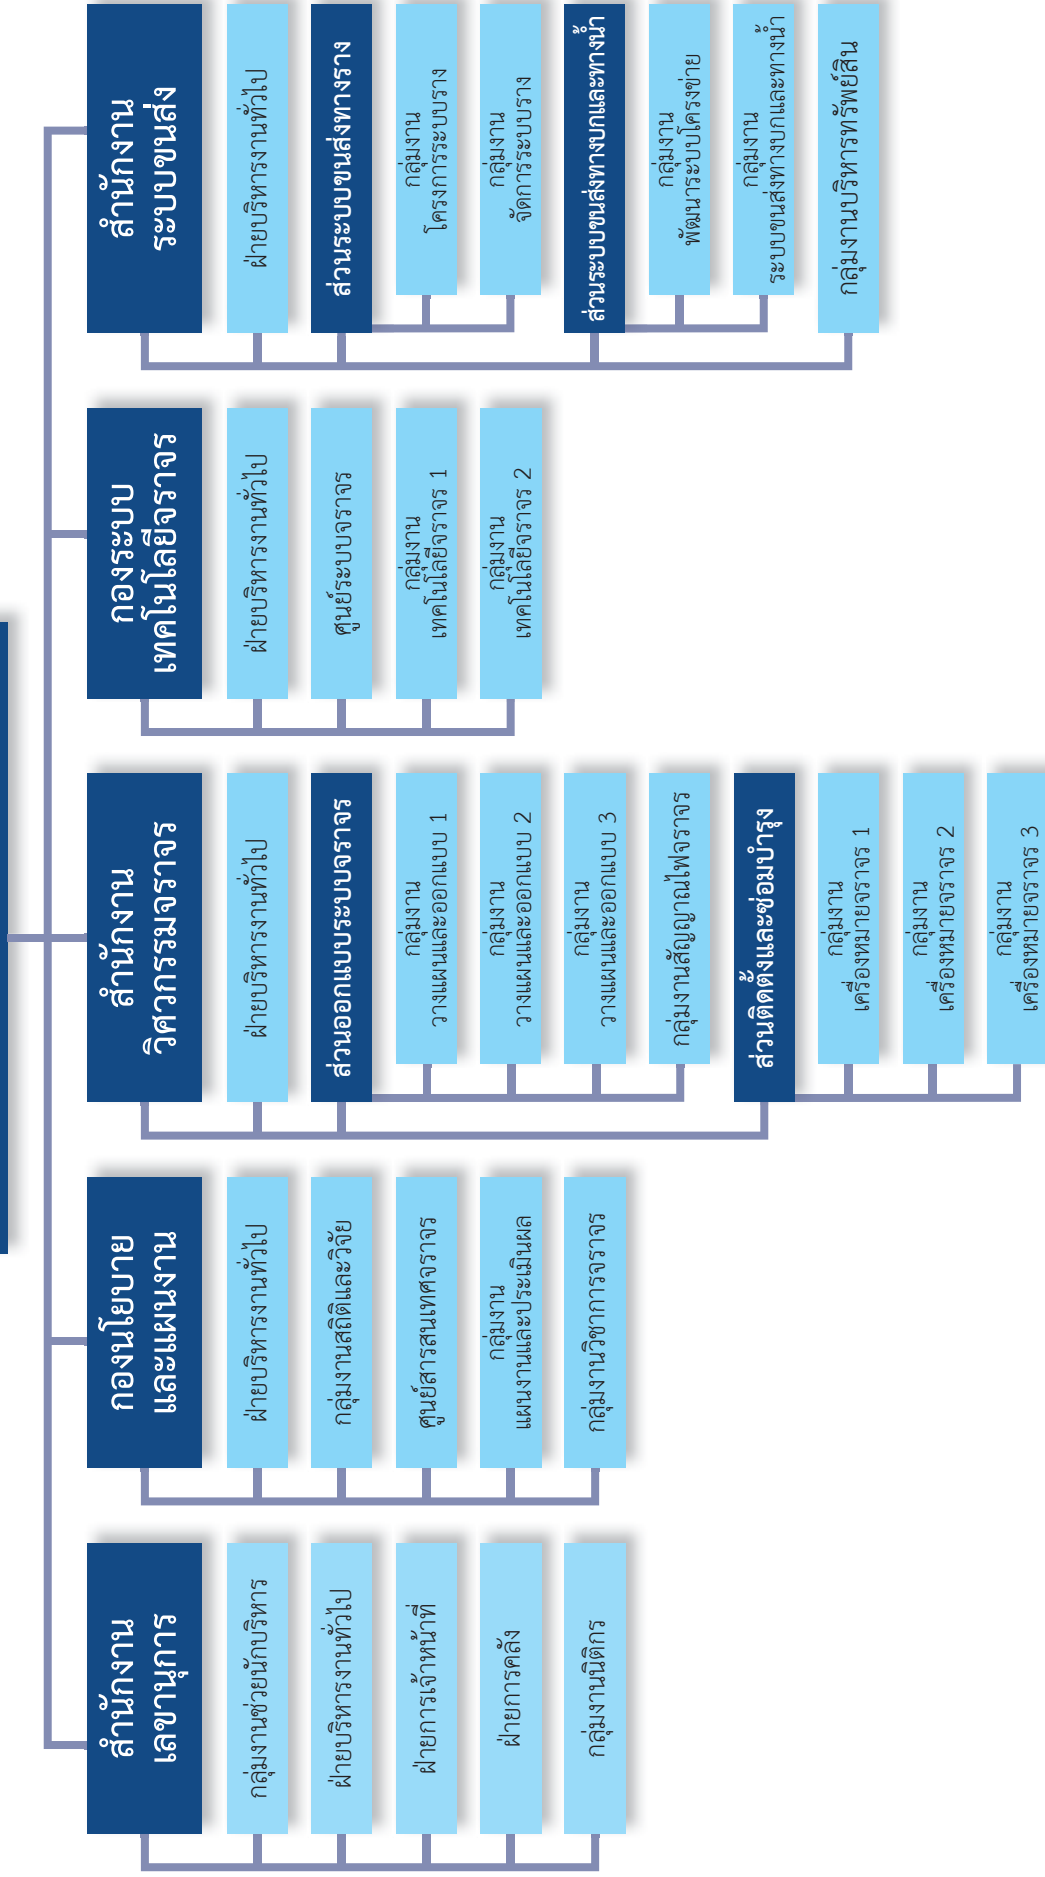 สำนักงาน
เลขานุการ
กลุ่มงานช่วยนักบริหาร
ฝ่ายบริหารงานทั่วไป
ฝ่ายการเจ้าหน้าที่
ฝ่ายการคลัง
กลุ่มงานนิติกร
กองนโยบาย
และแผนงาน
ฝ่ายบริหารงานทั่วไป
กลุ่มงานสถิติและวิจัย
ศูนย์สารสนเทศจราจร
กลุ่มงาน
แผนงานและประเมินผล
กลุ่มงานวิชาการจราจร
สำนักงาน
วิศวกรรมจราจร
ฝ่ายบริหารงานทั่วไป
ส่วนออกแบบระบบจราจร
กลุ่มงาน
วางแผนและออกแบบ 1
กลุ่มงาน
วางแผนและออกแบบ 2
กลุ่มงาน
วางแผนและออกแบบ 3
กลุ่มงานสัญญาณไฟจราจร
ส่วนติดตั้งและซ่อมบำรุง
กลุ่มงาน
เครื่องหมายจราจร 1
กลุ่มงาน
เครื่องหมายจราจร 2
กลุ่มงาน
เครื่องหมายจราจร 3
กองระบบ
เทคโนโลยีจราจร
ฝ่ายบริหารงานทั่วไป
ศูนย์ระบบจราจร
กลุ่มงาน
เทคโนโลยีจราจร 1
กลุ่มงาน
เทคโนโลยีจราจร 2
สำนักงาน
ระบบขนส่ง
ฝ่ายบริหารงานทั่วไป
ส่วนระบบขนส่งทางราง
กลุ่มงาน
โครงการระบบราง
กลุ่มงาน
จัดการระบบราง
ส่วนระบบขนส่งทางบกและทางน้ำ
กลุ่มงาน
พัฒนาระบบโครงข่าย
กลุ่มงาน
ระบบขนส่งทางบกและทางน้ำ
กลุ่มงานบริหารทรัพย์สิน